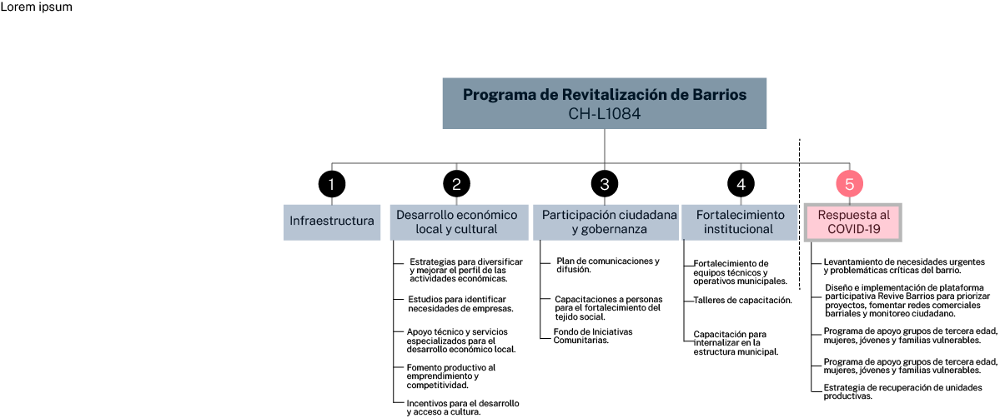 Lorem ipsum
Programa de Revitalización de Barrios
CH-L1084
1
Infraestructura
2
Desarrollo económico
local y cultural
Estrategias para diversificar
y mejorar el perfil de las
actividades económicas.
Estudios para identificar
necesidades de empresas.
Apoyo técnico y servicios
especializados para el
desarrollo económico local.
Fomento productivo al
emprendimiento y
competitividad.
Incentivos para el desarrollo
y acceso a cultura.
3
Participación ciudadana
y gobernanza
Plan de comunicaciones y
difusión.
Capacitaciones a personas
para el fortalecimiento del
tejido social.
Fondo de Iniciativas
Comunitarias.
4
Fortalecimiento
institucional
Fortalecimiento de
equipos técnicos y
operativos municipales.
Talleres de capacitación.
Capacitación para
internalizar en la
estructura municipal.
5
Respuesta al
COVID-19
Levantamiento de necesidades urgentes
y problemáticas críticas del barrio.
Diseño e implementación de plataforma
participativa Revive Barrios para priorizar
proyectos, fomentar redes comerciales
barriales y monitoreo ciudadano.
Programa de apoyo grupos de tercera edad,
mujeres, jóvenes y familias vulnerables.
Programa de apoyo grupos de tercera edad,
mujeres, jóvenes y familias vulnerables.
Estrategia de recuperación de unidades
productivas.